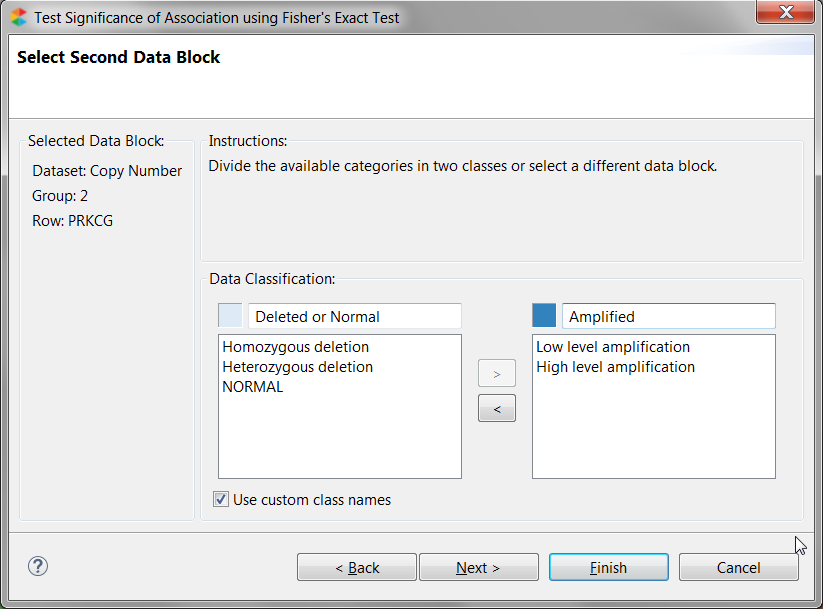 Test Significance of Association using Fisher's Exact Test
Select Second Data Block
Selected Data Block:
Dataset: Copy Number
Group: 2
Row: PRKCG
Instructions:
Divide the available categories in two classes or select a different data block.
Data Classification:
Deleted or Normal
Homozygous deletion
Heterozygous deletion
NORMAL
>
<
Amplified
Low level amplification
High level amplification
Use custom class names
?
< Back
Next >
Finish
Cancel